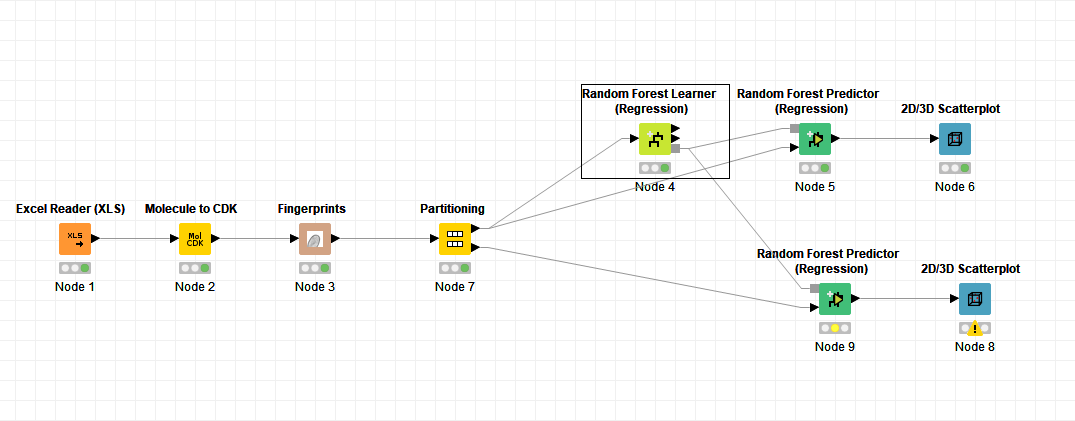 Random Forest Learner
(Regression)
Node 4
Random Forest Predictor
(Regression)
Node 5
2D/3D Scatterplot
Node 6
Excel Reader (XLS)
XLS
Node 1
Molecule to CDK
Mol
CDK
Node 2
Fingerprints
Node 3
Partitioning
Node 7
Random Forest Predictor
(Regression)
Node 9
2D/3D Scatterplot
Node 8